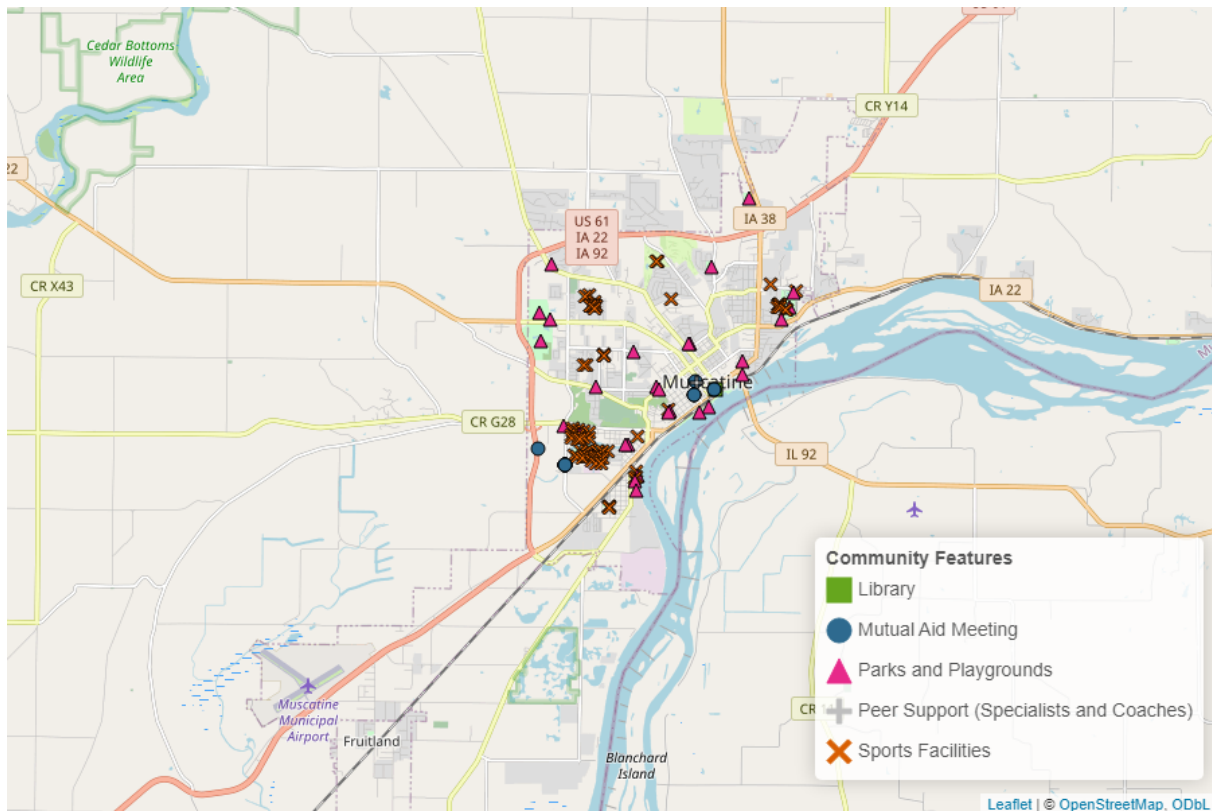 Cedar Bottoms
Wildlife
Area
CR Y14
22
US 61
IA 22
IA 92
IA 38
CR X43
IA 22
Muscatine
CR G28
IL 92
Community Features
Library
Mutual Aid Meeting
Parks and Playgrounds
Peer Support (Specialists and Coaches)
Sports Facilities
Muscatine
Municipal
Airport
Fruitland
CR
Blanchard
Island
Leaflet | © OpenStreetMap, ODbL